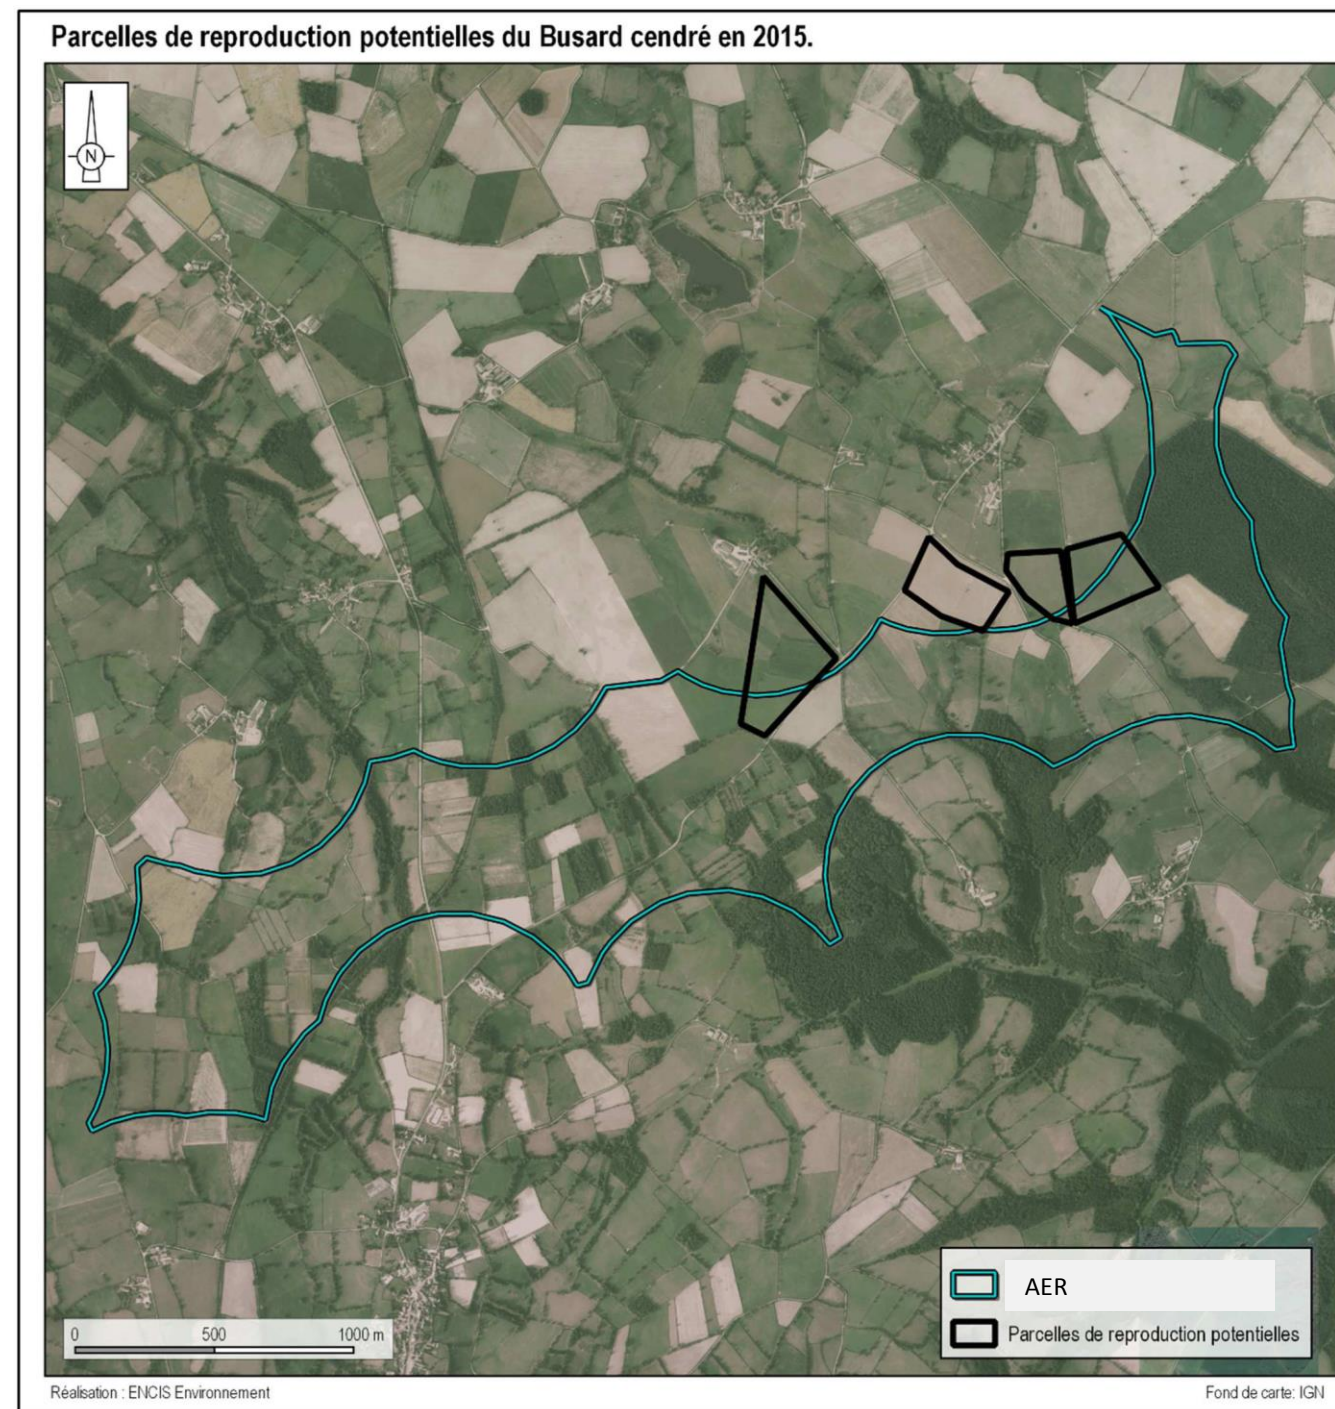 Parcelles de reproduction potentielles du Busard cendré en 2015.
N
AER
Parcelles de reproduction potentielles
0 500 1000 m
Réalisation : ENCIS Environnement
Fond de carte: IGN